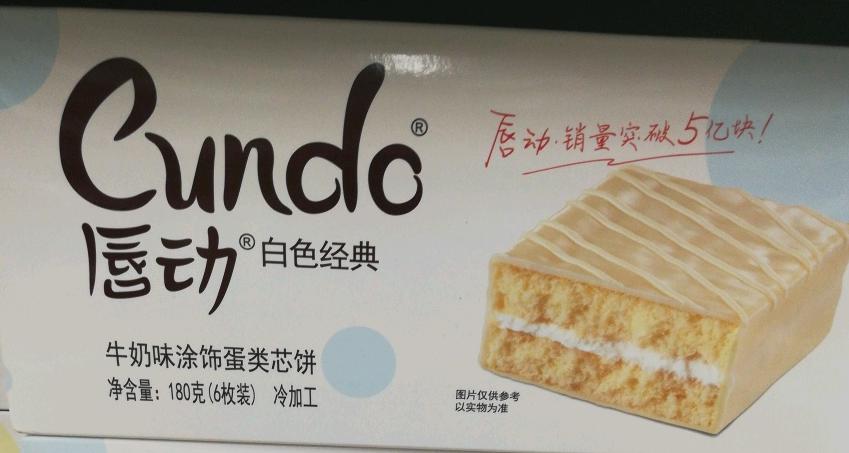 Cundo®
唇动®白色经典
唇动·销量突破5亿块!
牛奶味涂饰蛋类芯饼
净含量:180克(6枚装) 冷加工
图片仅供参考
以实物为准